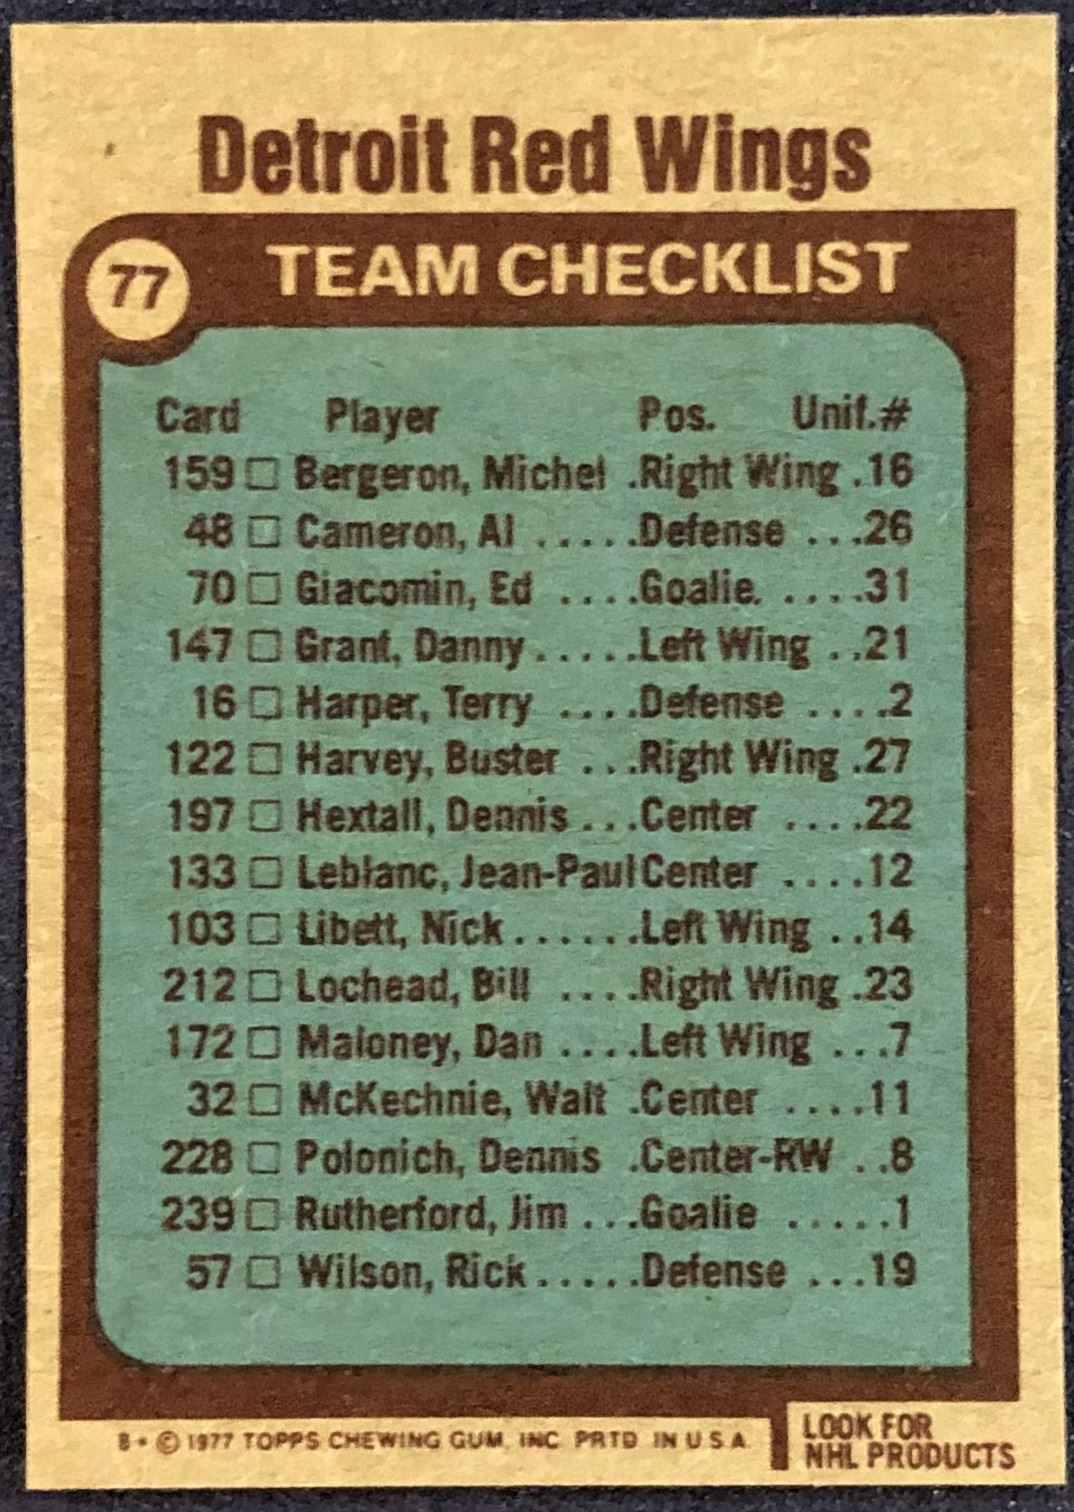 Detroit Red Wings
77 TEAM CHECKLIST
Card Player Pos. Unif.#
159 □ Bergeron, Michel .Right Wing .16
48 □ Cameron, Al .....Defense ...26
70 □ Giacomin, Ed ....Goalie. ....31
147 □ Grant, Danny.....Left Wing ..21
16 □ Harper, Terry ....Defense ....2
122 □ Harvey, Buster ...Right Wing .27
197 □ Hextall, Dennis...Center ....22
133 □ Leblanc, Jean-Paul Center ....12
103 □ Libett, Nick......Left Wing ..14
212 □ Lochead, Bill ....Right Wing .23
172 □ Maloney, Dan ....Left Wing ...7
32 □ McKechnie, Walt .Center ....11
228 □ Polonich, Dennis .Center-RW ..8
239 □ Rutherford, Jim ...Goalie .....1
57 □ Wilson, Rick.....Defense ...19
B* © 1977 TOPPS CHEWING GUM, INC. PRTD. IN U.S.A.
LOOK FOR
NHL PRODUCTS